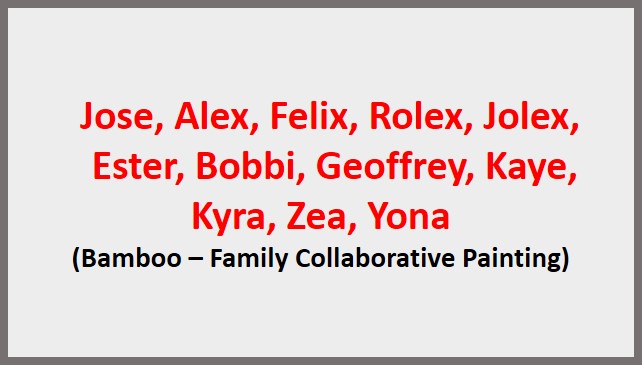 Jose, Alex, Felix, Rolex, Jolex,
Ester, Bobbi, Geoffrey, Kaye,
Kyra, Zea, Yona
(Bamboo – Family Collaborative Painting)